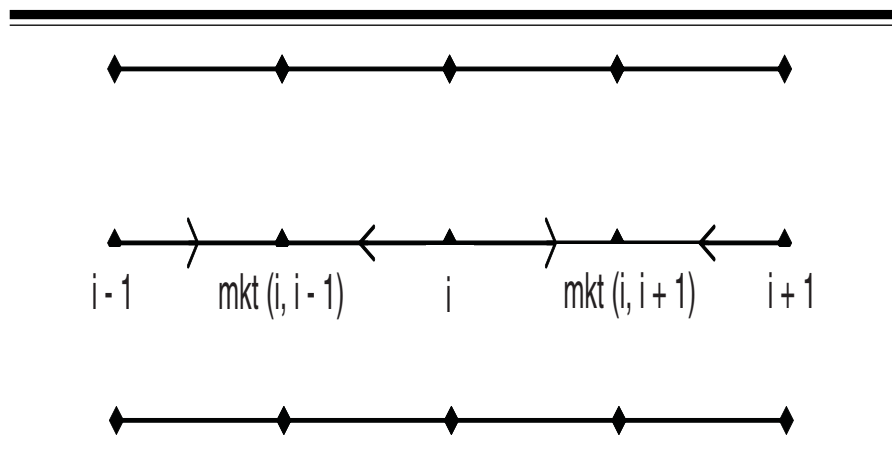 i - 1 mkt (i, i - 1) i mkt (i, i + 1) i + 1